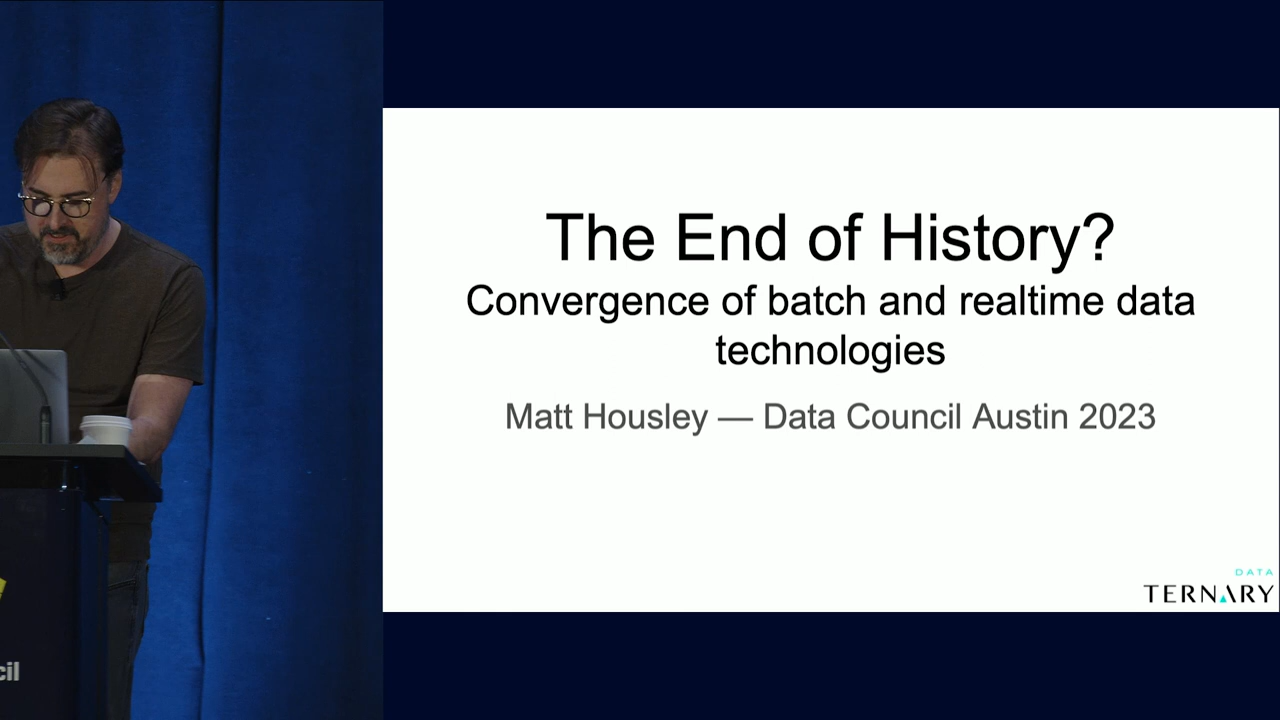 The End of History?
Convergence of batch and realtime data
technologies
Matt Housley — Data Council Austin 2023
DATA
TERNARY
cil